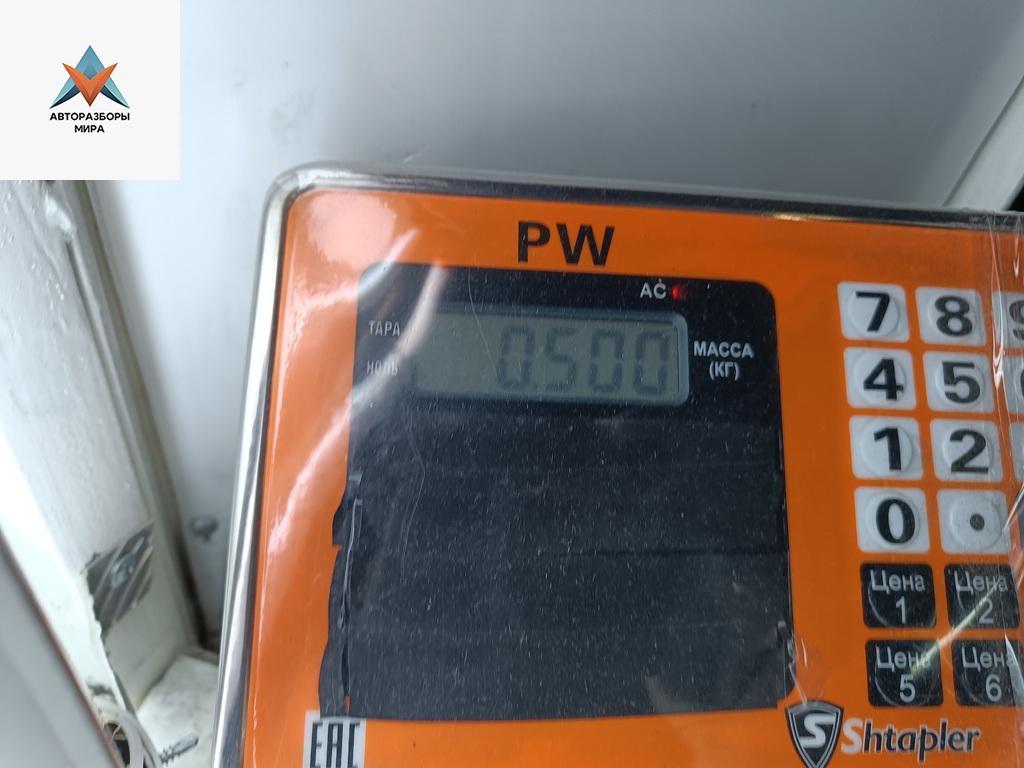 АВТОРАЗБОРЫ
МИРА
PW
AC
ТАРА
НОЛЬ
0.500
МАССА
(КГ)
7 8 9
4 5
1 2
0 .
Цена
1
Цена
2
Цена
5
Цена
6
EAC
S Shtapler